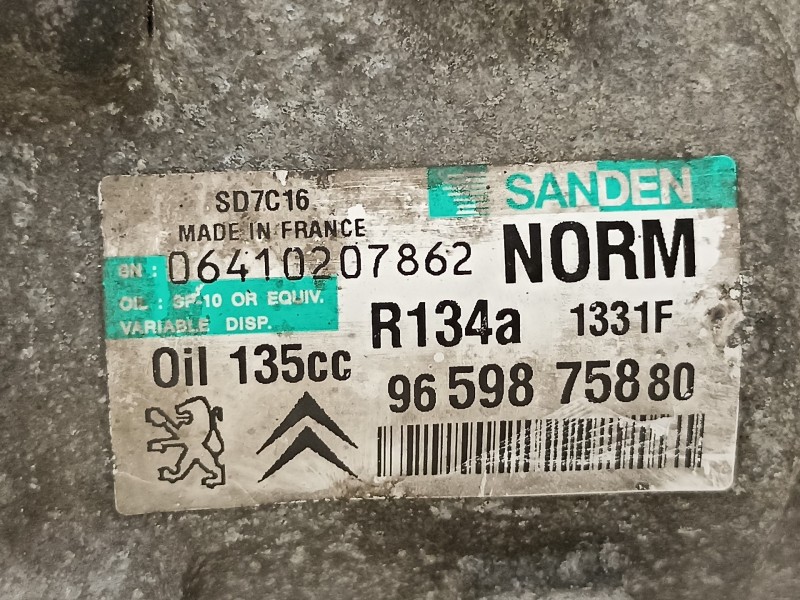 SANDEN
SD7C16
MADE IN FRANCE
SN : 06410207862 NORM
OIL : SP-10 OR EQUIV.
VARIABLE DISP. R134a 1331F
Oil 135cc 96 598 758 80